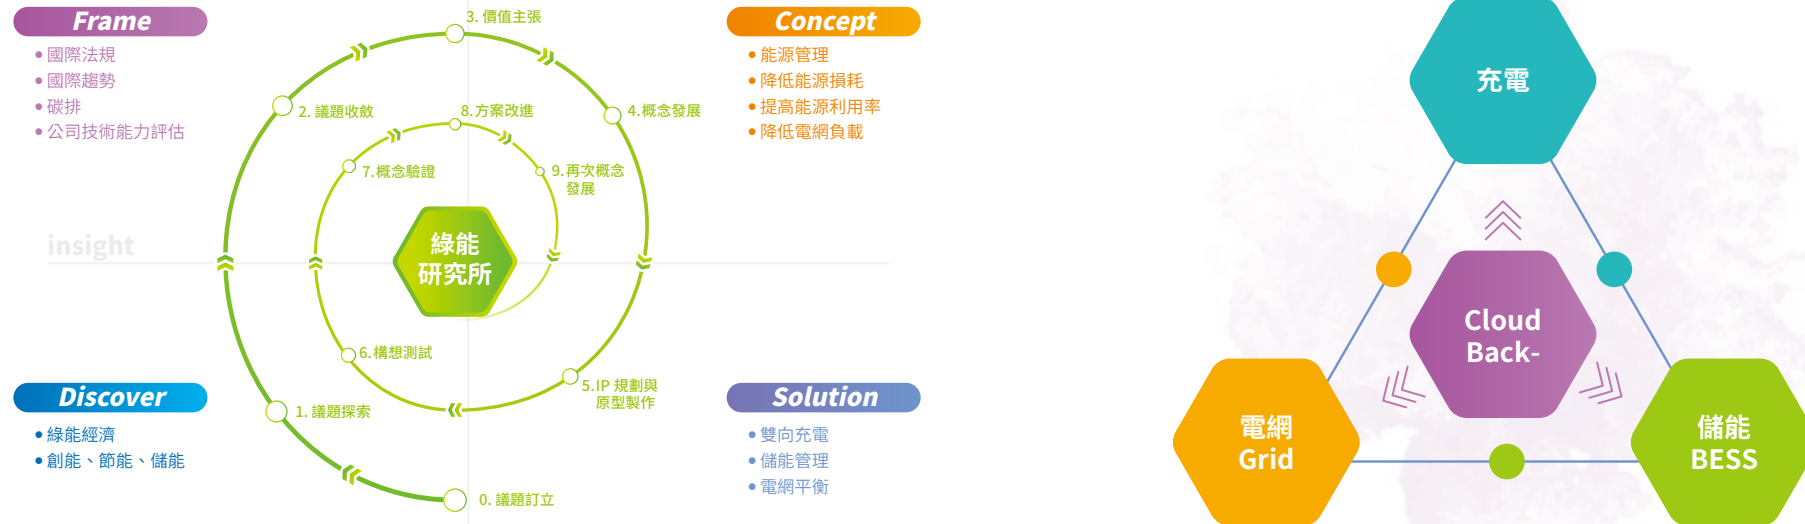 Frame
• 國際法規
• 國際趨勢
• 碳排
• 公司技術能力評估
3. 價值主張
2. 議題收斂
8.方案改進
4.概念發展
7.概念驗證
9.再次概念
發展
Concept
• 能源管理
• 降低能源損耗
• 提高能源利用率
• 降低電網負載
insight
綠能
研究所
6.構想測試
5.IP 規劃與
原型製作
1. 議題探索
0. 議題訂立
Discover
• 綠能經濟
• 創能、節能、儲能
Solution
• 雙向充電
• 儲能管理
• 電網平衡
充電
Cloud
Back-
電網
Grid
儲能
BESS